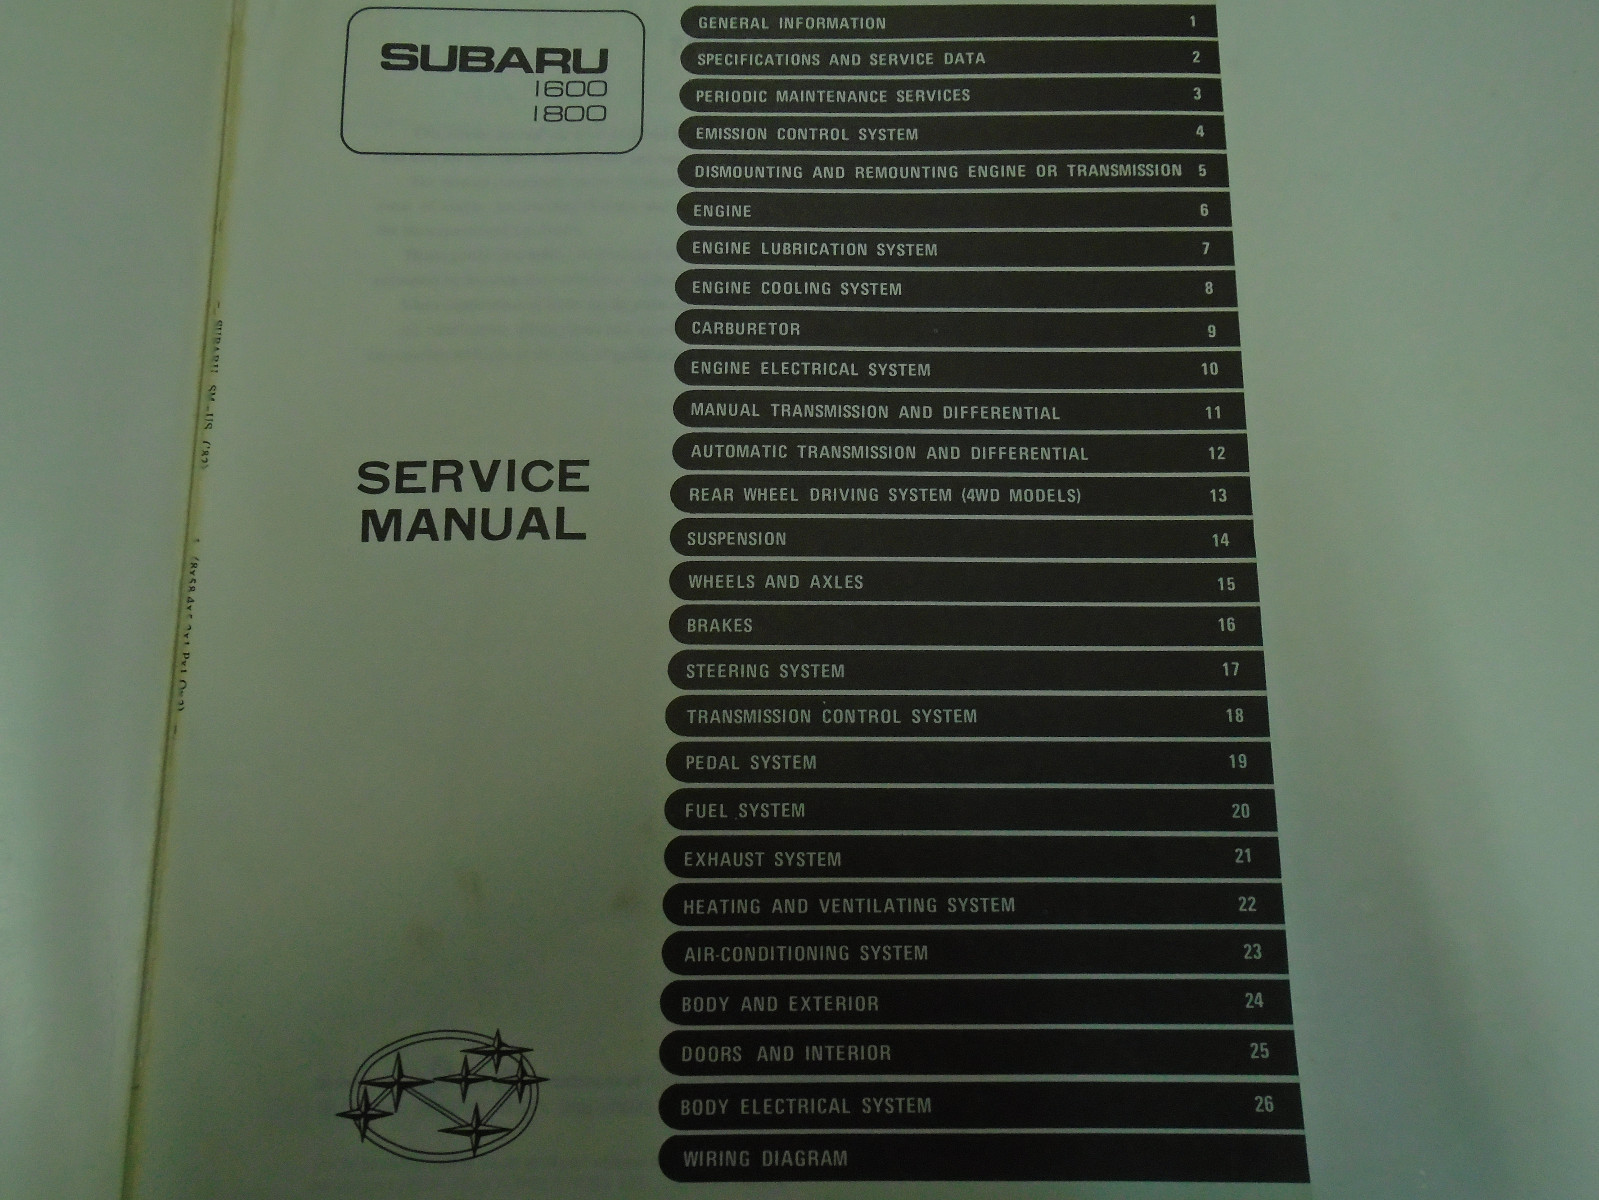 SUBARU
1600
1800
SERVICE
MANUAL
GENERAL INFORMATION 1
SPECIFICATIONS AND SERVICE DATA 2
PERIODIC MAINTENANCE SERVICES 3
EMISSION CONTROL SYSTEM 4
DISMOUNTING AND REMOUNTING ENGINE OR TRANSMISSION 5
ENGINE 6
ENGINE LUBRICATION SYSTEM 7
ENGINE COOLING SYSTEM 8
CARBURETOR 9
ENGINE ELECTRICAL SYSTEM 10
MANUAL TRANSMISSION AND DIFFERENTIAL 11
AUTOMATIC TRANSMISSION AND DIFFERENTIAL 12
REAR WHEEL DRIVING SYSTEM (4WD MODELS) 13
SUSPENSION 14
WHEELS AND AXLES 15
BRAKES 16
STEERING SYSTEM 17
TRANSMISSION CONTROL SYSTEM 18
PEDAL SYSTEM 19
FUEL SYSTEM 20
EXHAUST SYSTEM 21
HEATING AND VENTILATING SYSTEM 22
AIR-CONDITIONING SYSTEM 23
BODY AND EXTERIOR 24
DOORS AND INTERIOR 25
BODY ELECTRICAL SYSTEM 26
WIRING DIAGRAM
SUBARU SM-US